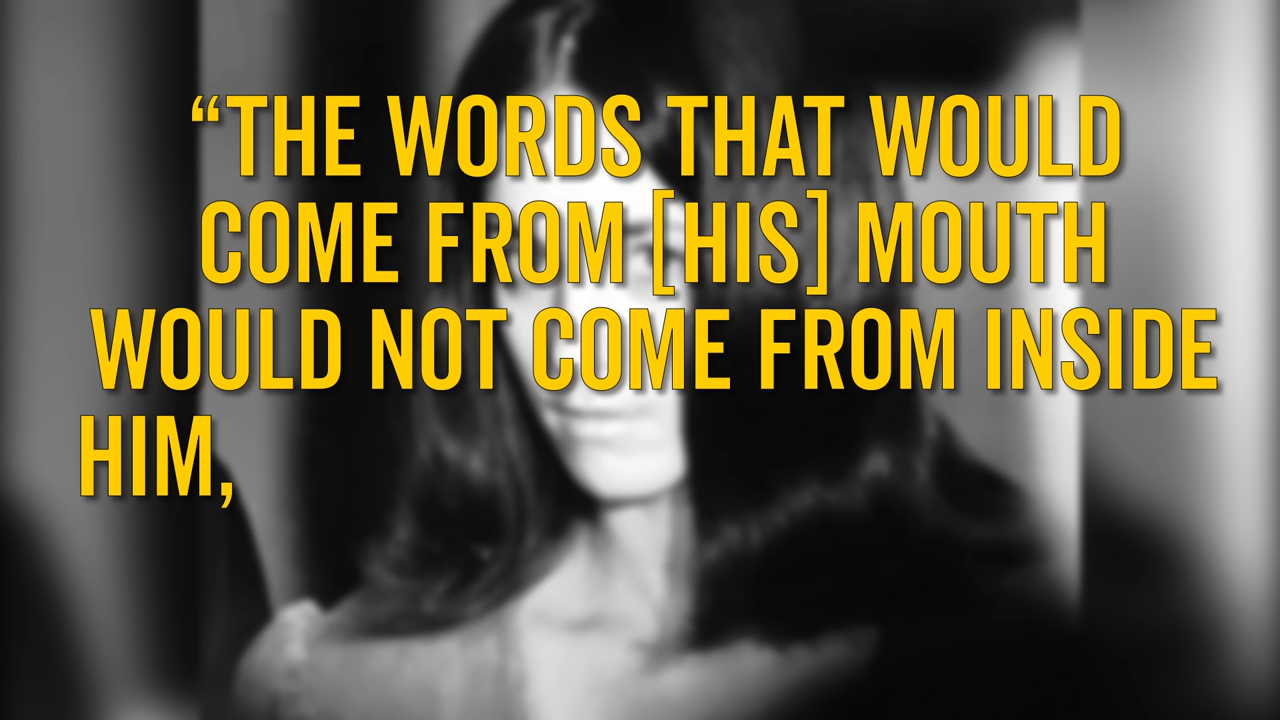 “THE WORDS THAT WOULD
COME FROM [HIS] MOUTH
WOULD NOT COME FROM INSIDE
HIM,